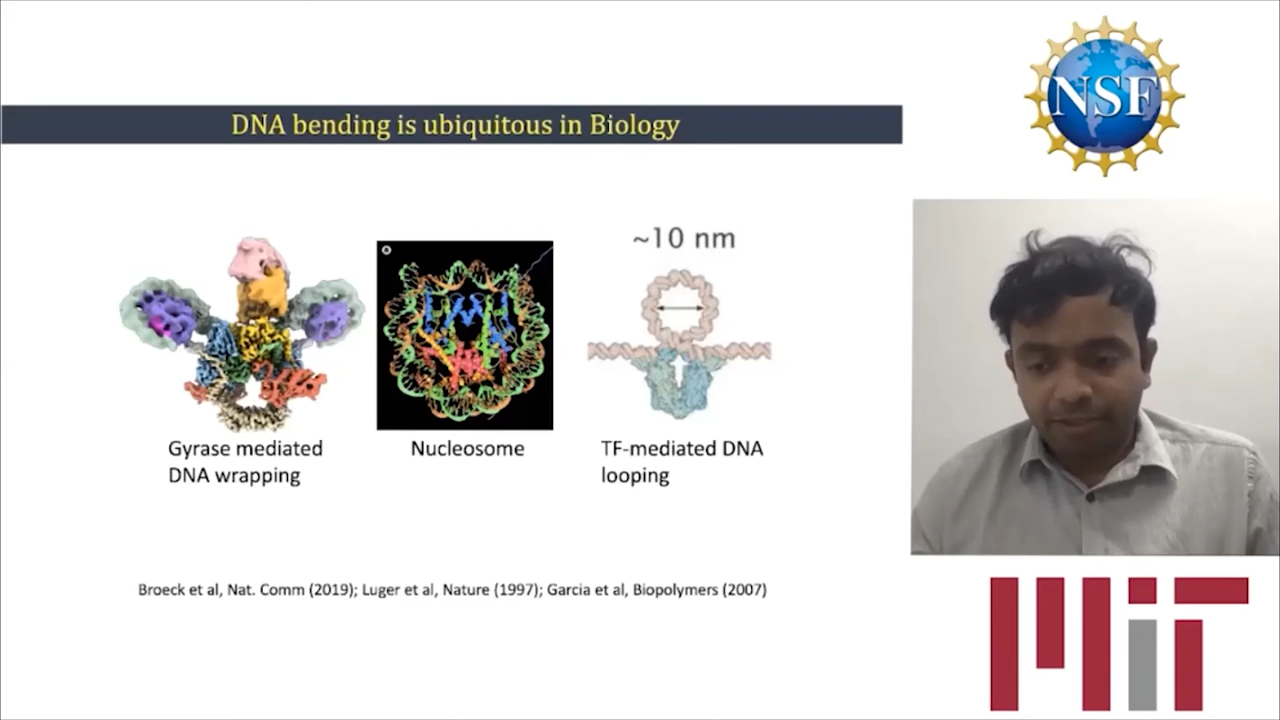 DNA bending is ubiquitous in Biology
NSF
~10 nm
Gyrase mediated
DNA wrapping
Nucleosome
TF-mediated DNA
looping
Broeck et al, Nat. Comm (2019); Luger et al, Nature (1997); Garcia et al, Biopolymers (2007)
MIT